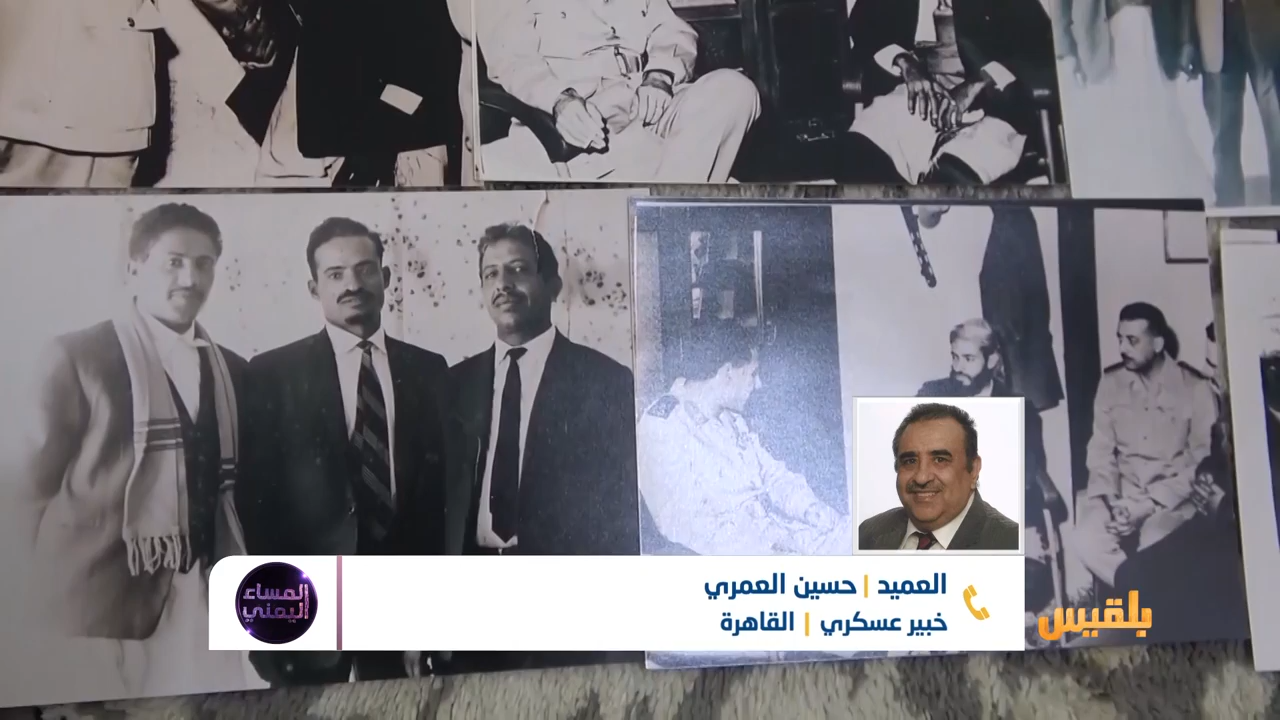 العميد | حسين العمري
خبير عسكري | القاهرة
المساء
اليمني
بلقيس